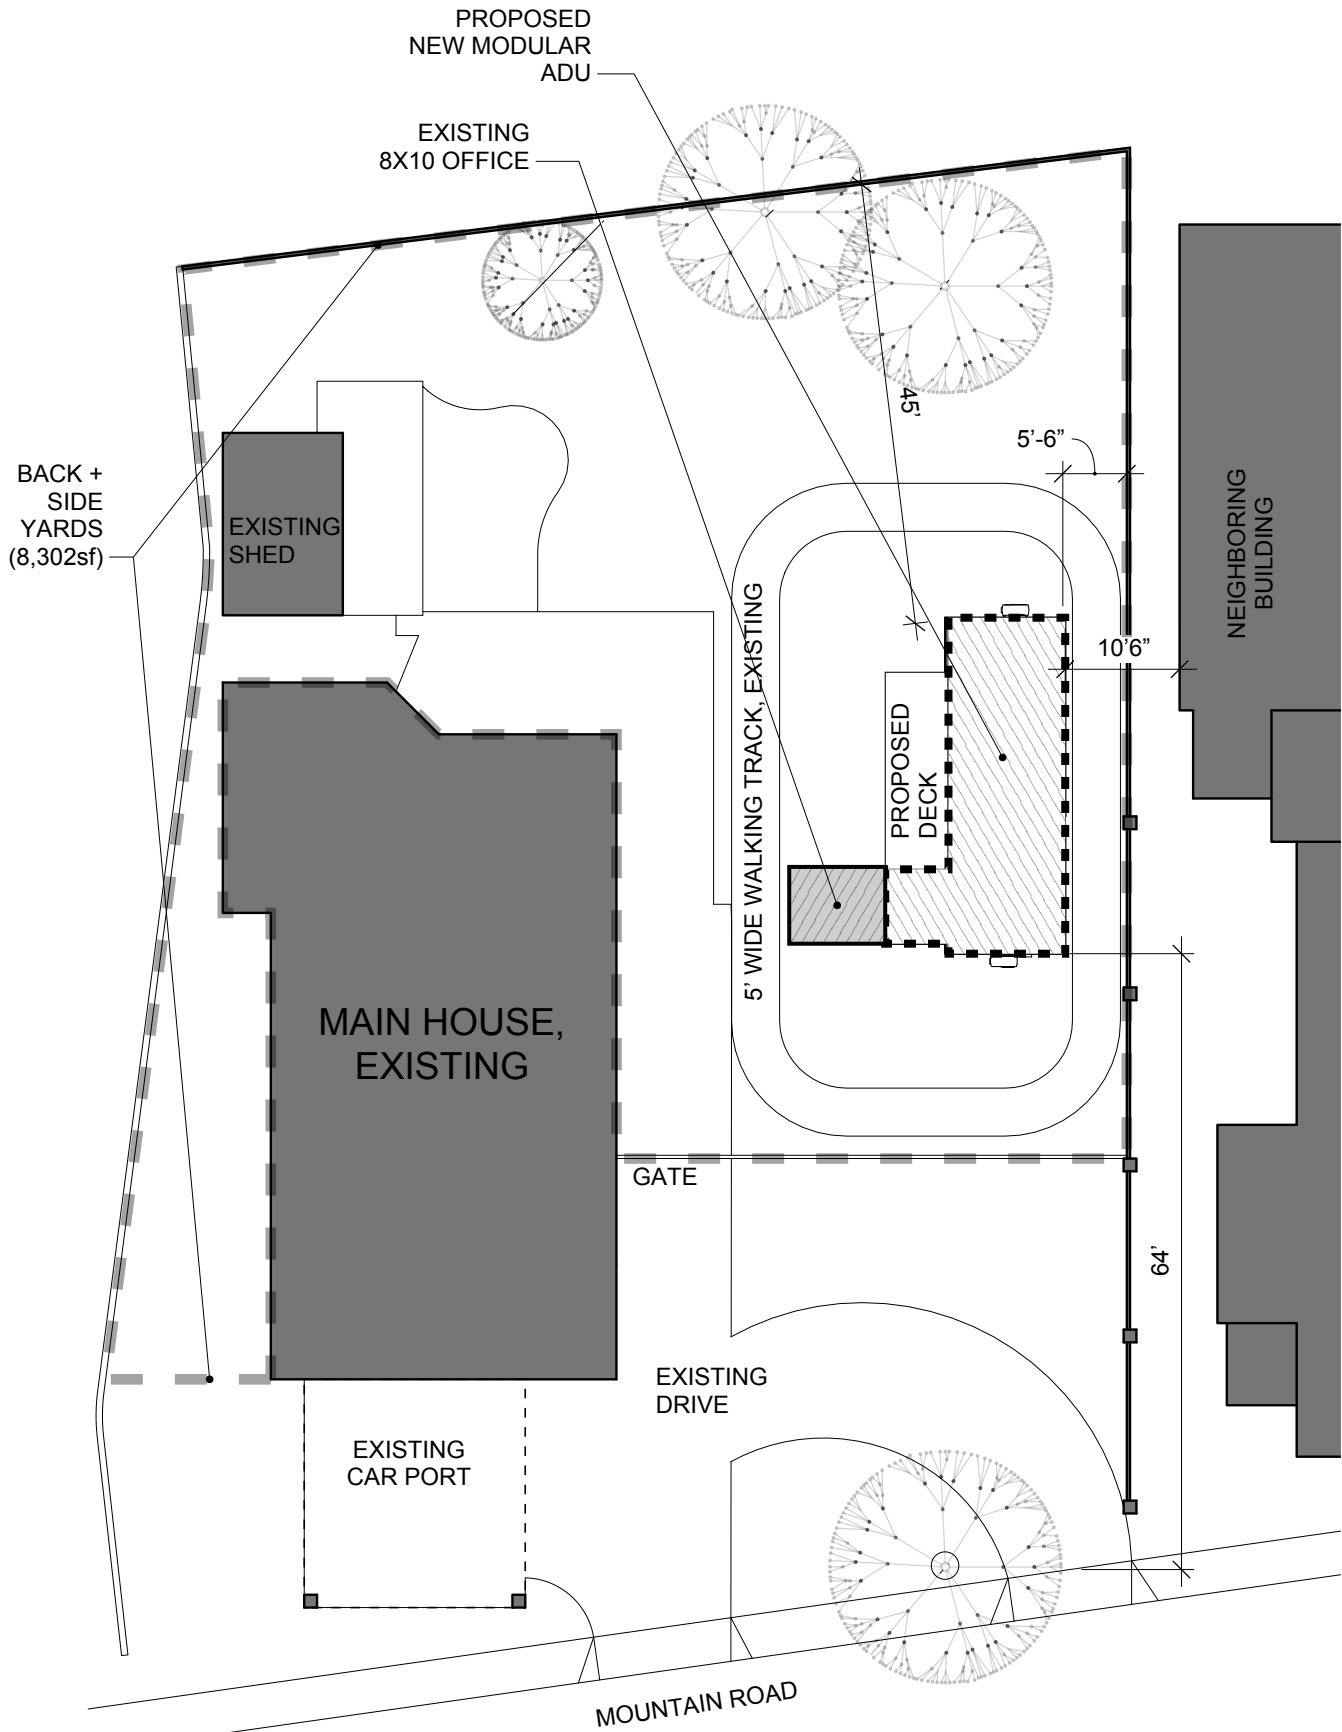 PROPOSED
NEW MODULAR
ADU
EXISTING
8X10 OFFICE
45'
5'-6"
BACK +
SIDE
YARDS
(8,302sf)
EXISTING
SHED
NEIGHBORING
BUILDING
5' WIDE WALKING TRACK, EXISTING
10'6"
PROPOSED
DECK
MAIN HOUSE,
EXISTING
GATE
64'
EXISTING
DRIVE
EXISTING
CAR PORT
MOUNTAIN ROAD